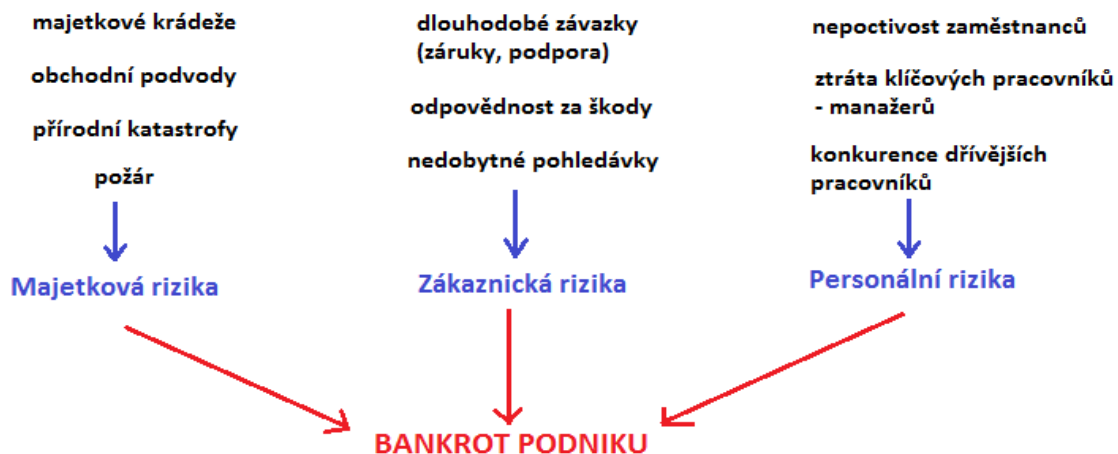 majetkové krádeže
obchodní podvody
přírodní katastrofy
požár
Majetková rizika
dlouhodobé závazky
(záruky, podpora)
odpovědnost za škody
nedobytné pohledávky
Zákaznická rizika
nepoctivost zaměstnanců
ztráta klíčových pracovníků
- manažerů
konkurence dřívějších
pracovníků
Personální rizika
BANKROT PODNIKU